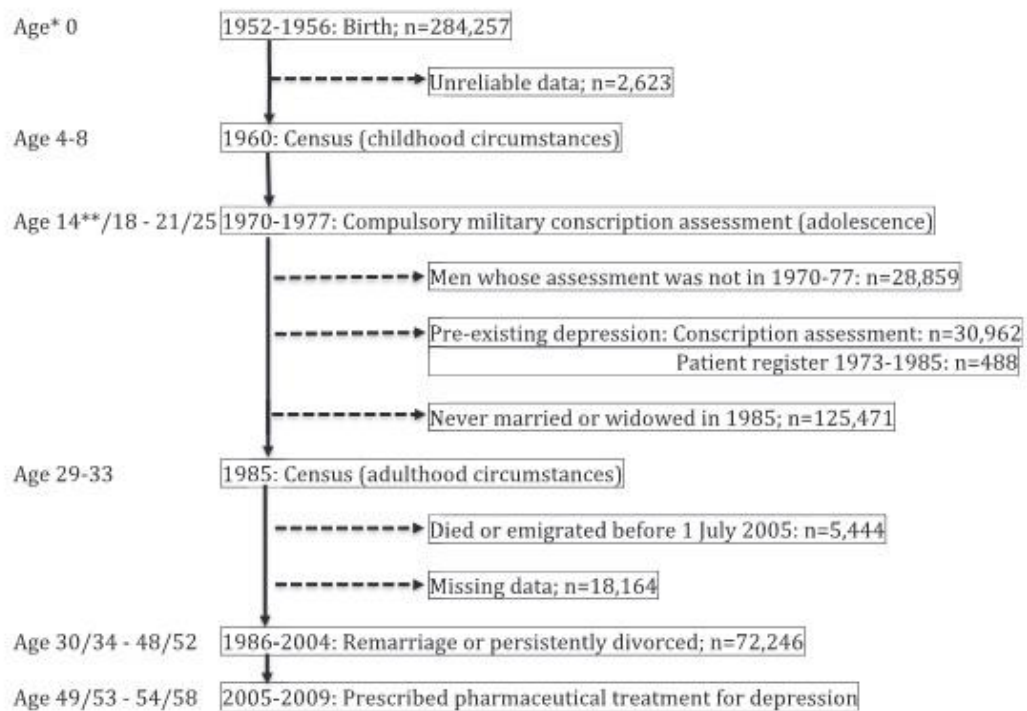 Age* 0 1952-1956: Birth; n=284,257
Unreliable data; n=2,623
Age 4-8 1960: Census (childhood circumstances)
Age 14**/18 - 21/25 1970-1977: Compulsory military conscription assessment (adolescence)
Men whose assessment was not in 1970-77: n=28,859
Pre-existing depression: Conscription assessment: n=30,962
Patient register 1973-1985: n=488
Never married or widowed in 1985; n=125,471
Age 29-33 1985: Census (adulthood circumstances)
Died or emigrated before 1 July 2005: n=5,444
Missing data; n=18,164
Age 30/34 - 48/52 1986-2004: Remarriage or persistently divorced; n=72,246
Age 49/53 - 54/58 2005-2009: Prescribed pharmaceutical treatment for depression